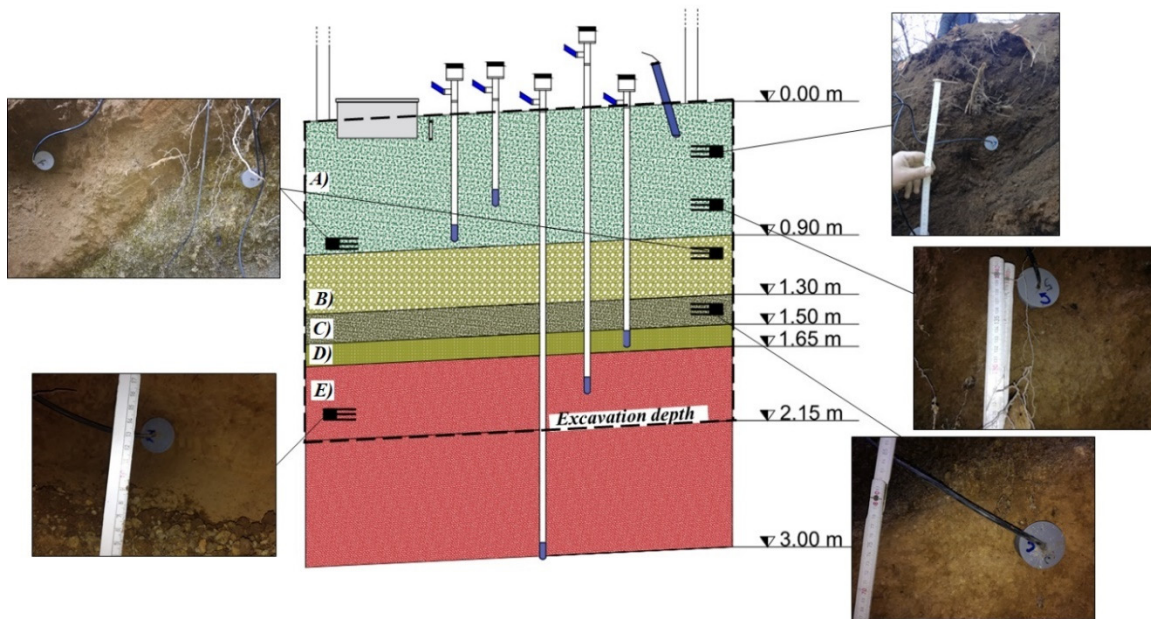 0.00 m
A)
0.90 m
B)
1.30 m
C)
1.50 m
D)
1.65 m
E)
Excavation depth
2.15 m
3.00 m